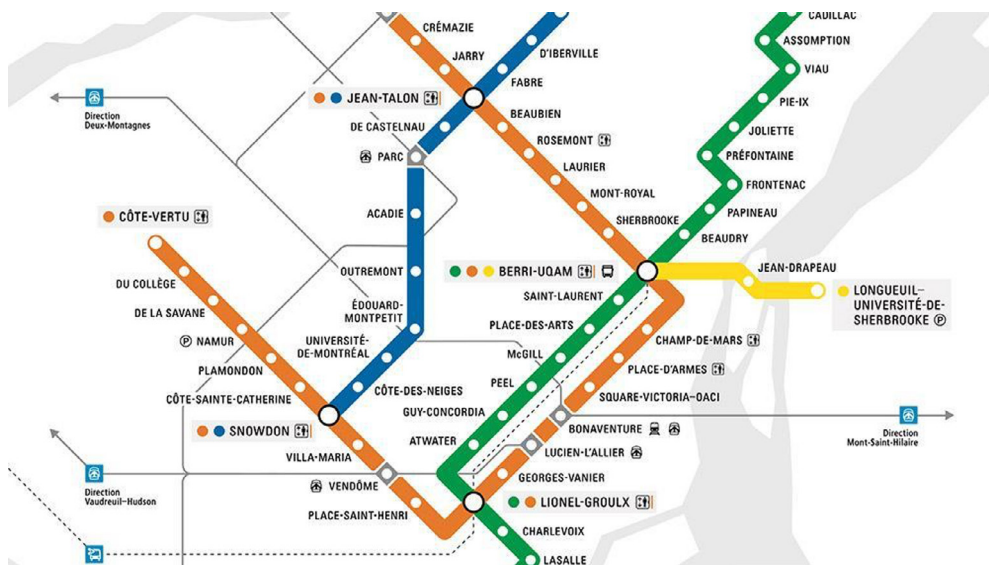 CRÉMAZIE
CADILLAC
ASSOMPTION
JARRY
D'IBERVILLE
VIAU
FABRE
JEAN-TALON
PIE-IX
BEAUBIEN
Direction
Deux-Montagnes
DE CASTELNAU
JOLIETTE
ROSEMONT
PARC
PRÉFONTAINE
LAURIER
FRONTENAC
MONT-ROYAL
ACADIE
PAPINEAU
CÔTE-VERTU
SHERBROOKE
BEAUDRY
OUTREMONT
BERRI-UQAM
JEAN-DRAPEAU
DU COLLÈGE
SAINT-LAURENT
LONGUEUIL–
UNIVERSITÉ-DE-
SHERBROOKE P
ÉDOUARD-
MONTPETIT
DE LA SAVANE
PLACE-DES-ARTS
P NAMUR
UNIVERSITÉ-
DE-MONTRÉAL
CHAMP-DE-MARS
McGILL
PLAMONDON
PLACE-D'ARMES
PEEL
CÔTE-SAINTE-CATHERINE
CÔTE-DES-NEIGES
SQUARE-VICTORIA–OACI
GUY-CONCORDIA
SNOWDON
BONAVENTURE
Direction
Mont-Saint-Hilaire
ATWATER
LUCIEN-L'ALLIER
VILLA-MARIA
GEORGES-VANIER
VENDÔME
Direction
Vaudreuil–Hudson
LIONEL-GROULX
PLACE-SAINT-HENRI
CHARLEVOIX
LASALLE